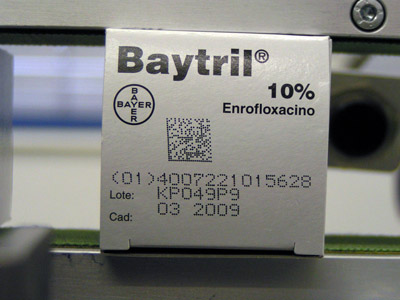 Baytril®
10%
Enrofloxacino
BAYER
BAYER
(01)4007221015628
Lote: KP049P9
Cad: 03 2009